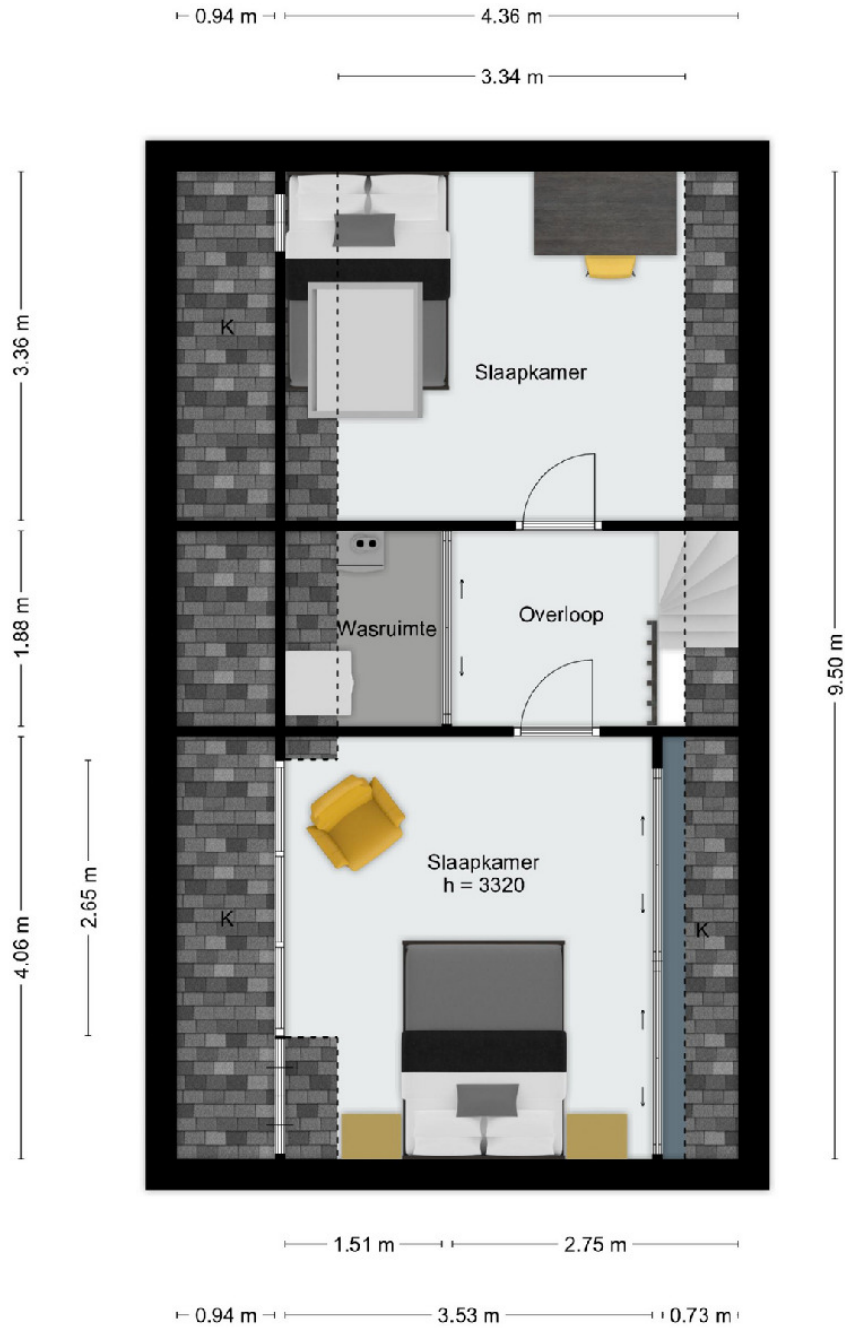 0.94 m
4.36 m
3.34 m
3.36 m
K
Slaapkamer
1.88 m
Wasruimte
Overloop
9.50 m
2.65 m
4.06 m
Slaapkamer
h = 3320
K
K
1.51 m
2.75 m
0.94 m
3.53 m
0.73 m